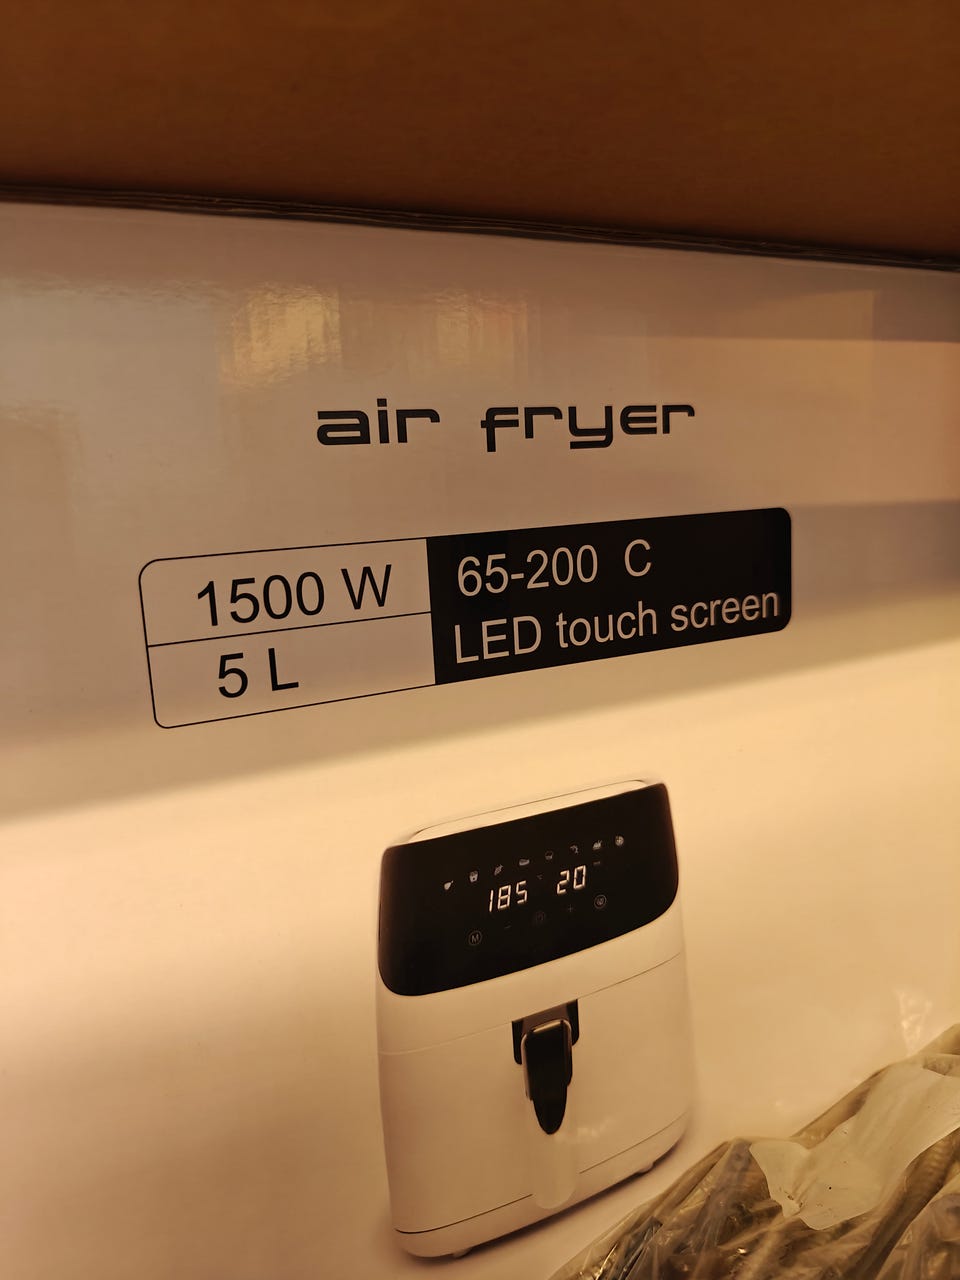 air fryer
1500 W
5 L
65-200 C
LED touch screen
185 20
M